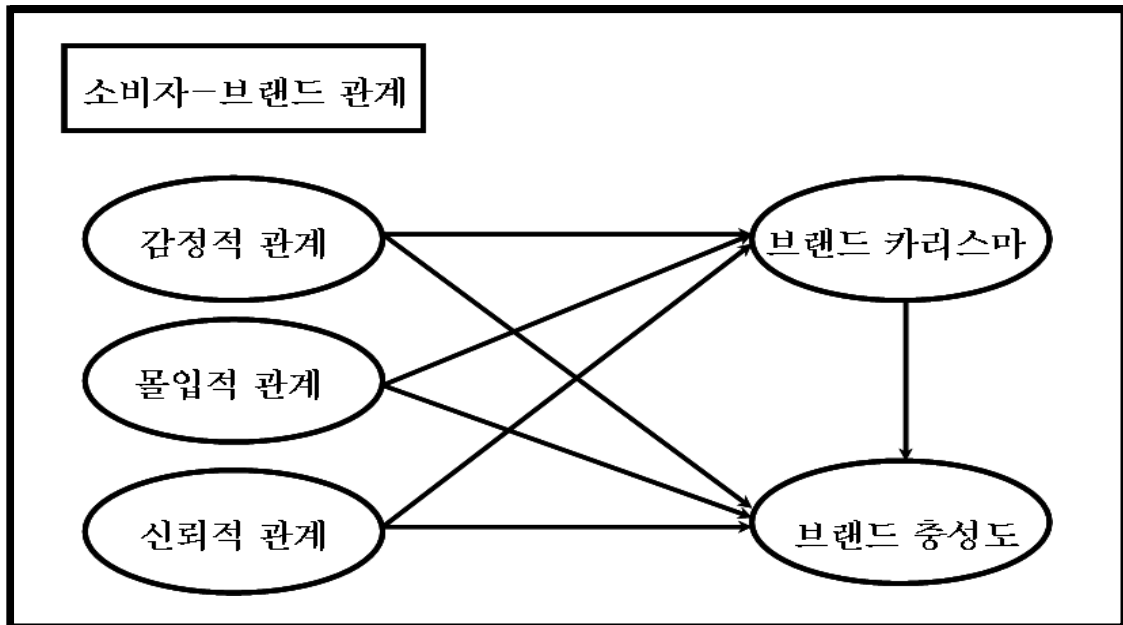 소비자-브랜드 관계
감정적 관계
브랜드 카리스마
몰입적 관계
신뢰적 관계
브랜드 충성도